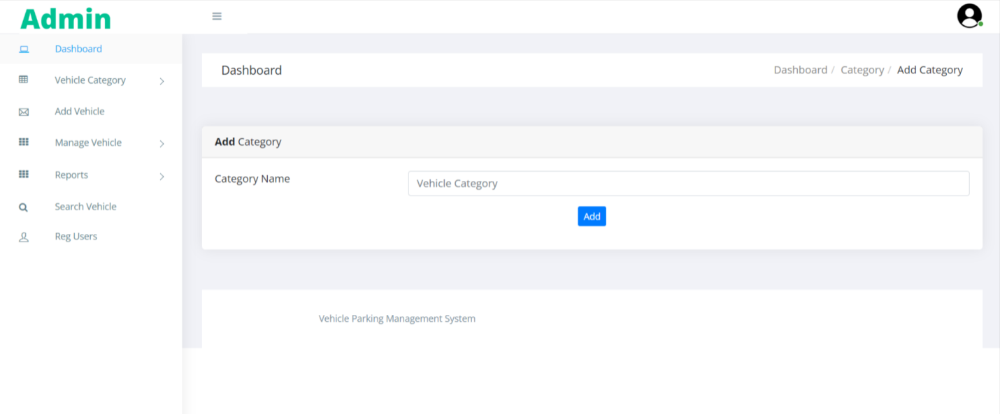 Admin
Dashboard
Vehicle Category
Add Vehicle
Manage Vehicle
Reports
Search Vehicle
Reg Users
Dashboard
Dashboard / Category / Add Category
Add Category
Category Name
Vehicle Category
Add
Vehicle Parking Management System